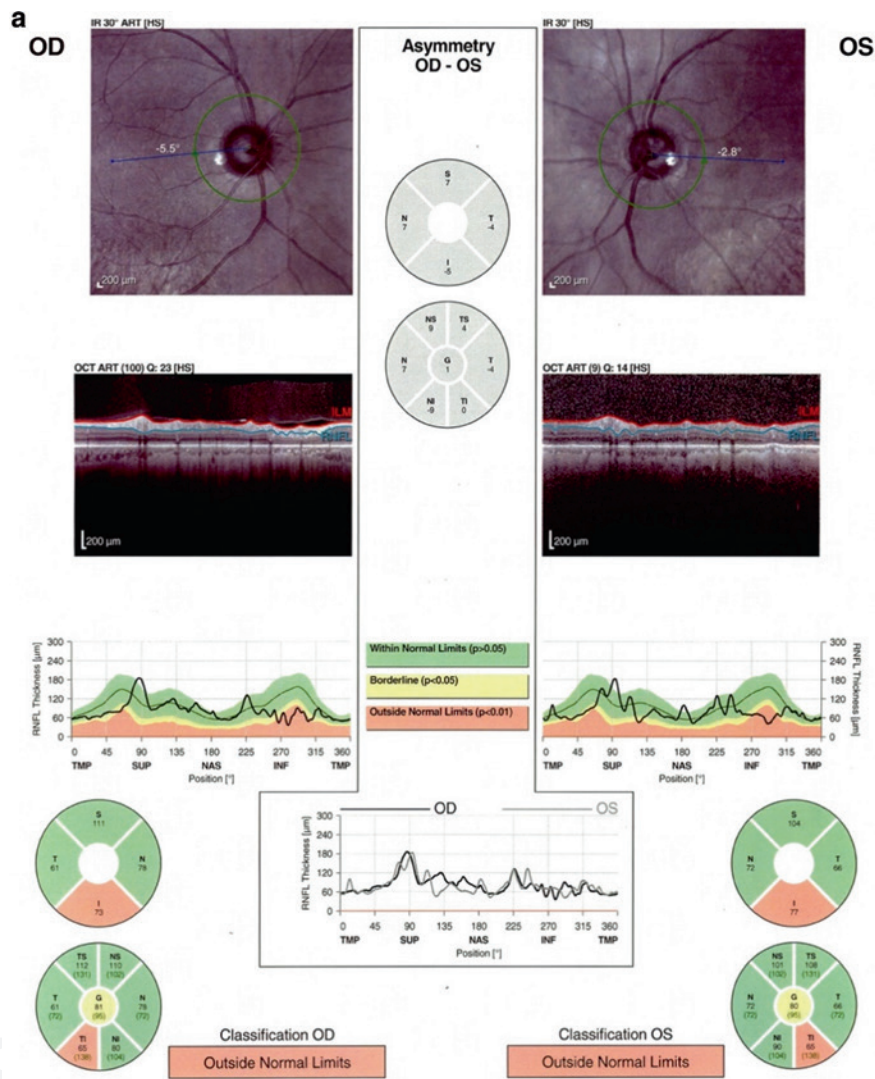 a
OD
IR 30° ART [HS]
-5.5°
200 µm
Asymmetry
OD - OS
S
7
N
7
T
-4
I
-5
NS
9
TS
4
N
7
G
1
T
-4
NI
-9
TI
0
IR 30° [HS]
OS
-2.8°
200 µm
OCT ART (100) Q: 23 [HS]
ILM
RNFL
200 µm
OCT ART (9) Q: 14 [HS]
ILM
RNFL
200 µm
RNFL Thickness [µm]
300
240
180
120
60
0
0 45 90 135 180 225 270 315 360
TMP SUP NAS INF TMP
Position [°]
Within Normal Limits (p>0.05)
Borderline (p<0.05)
Outside Normal Limits (p<0.01)
300
240
180
120
60
0
RNFL Thickness [µm]
0 45 90 135 180 225 270 315 360
TMP SUP NAS INF TMP
Position [°]
OD
OS
RNFL Thickness [µm]
300
240
180
120
60
0
0 45 90 135 180 225 270 315 360
TMP SUP NAS INF TMP
Position [°]
S
111
T
61
N
78
I
73
TS
112
(131)
NS
110
(102)
T
61
(72)
G
81
(95)
N
78
(72)
TI
65
(138)
NI
80
(104)
Classification OD
Outside Normal Limits
S
104
N
72
T
66
I
77
NS
101
(102)
TS
108
(131)
N
72
(72)
G
80
(95)
T
66
(72)
NI
90
(104)
TI
65
(138)
Classification OS
Outside Normal Limits